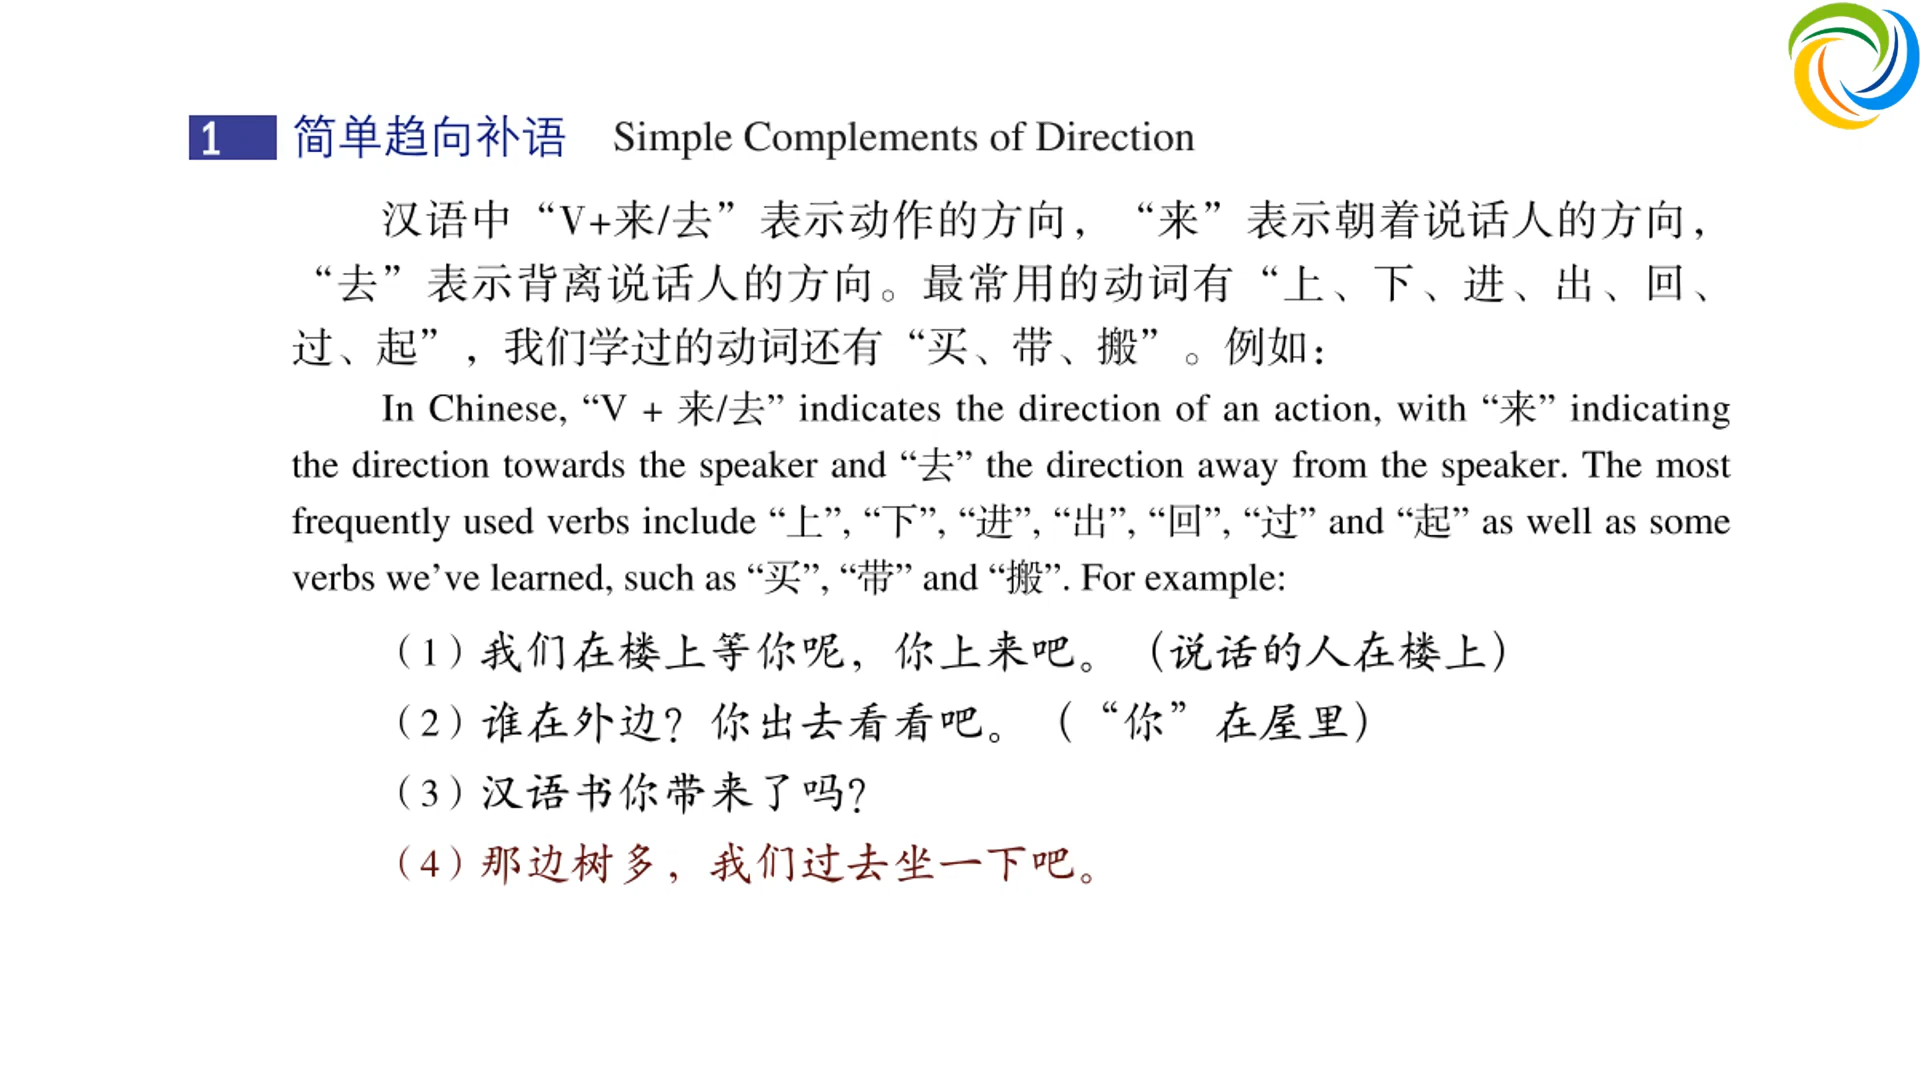 1 简单趋向补语 Simple Complements of Direction
汉语中“V+来/去”表示动作的方向，“来”表示朝着说话人的方向，
“去”表示背离说话人的方向。最常用的动词有“上、下、进、出、回、
过、起”，我们学过的动词还有“买、带、搬”。例如：
In Chinese, “V + 来/去” indicates the direction of an action, with “来” indicating
the direction towards the speaker and “去” the direction away from the speaker. The most
frequently used verbs include “上”, “下”, “进”, “出”, “回”, “过” and “起” as well as some
verbs we’ve learned, such as “买”, “带” and “搬”. For example:
（1）我们在楼上等你呢，你上来吧。（说话的人在楼上）
（2）谁在外边？你出去看看吧。（“你”在屋里）
（3）汉语书你带来了吗？
（4）那边树多，我们过去坐一下吧。